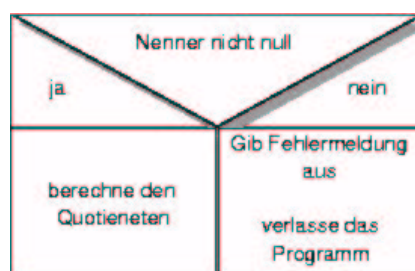 Nenner nicht null
ja
nein
berechne den
Quotieneten
Gib Fehlermeldung
aus
verlasse das
Programm